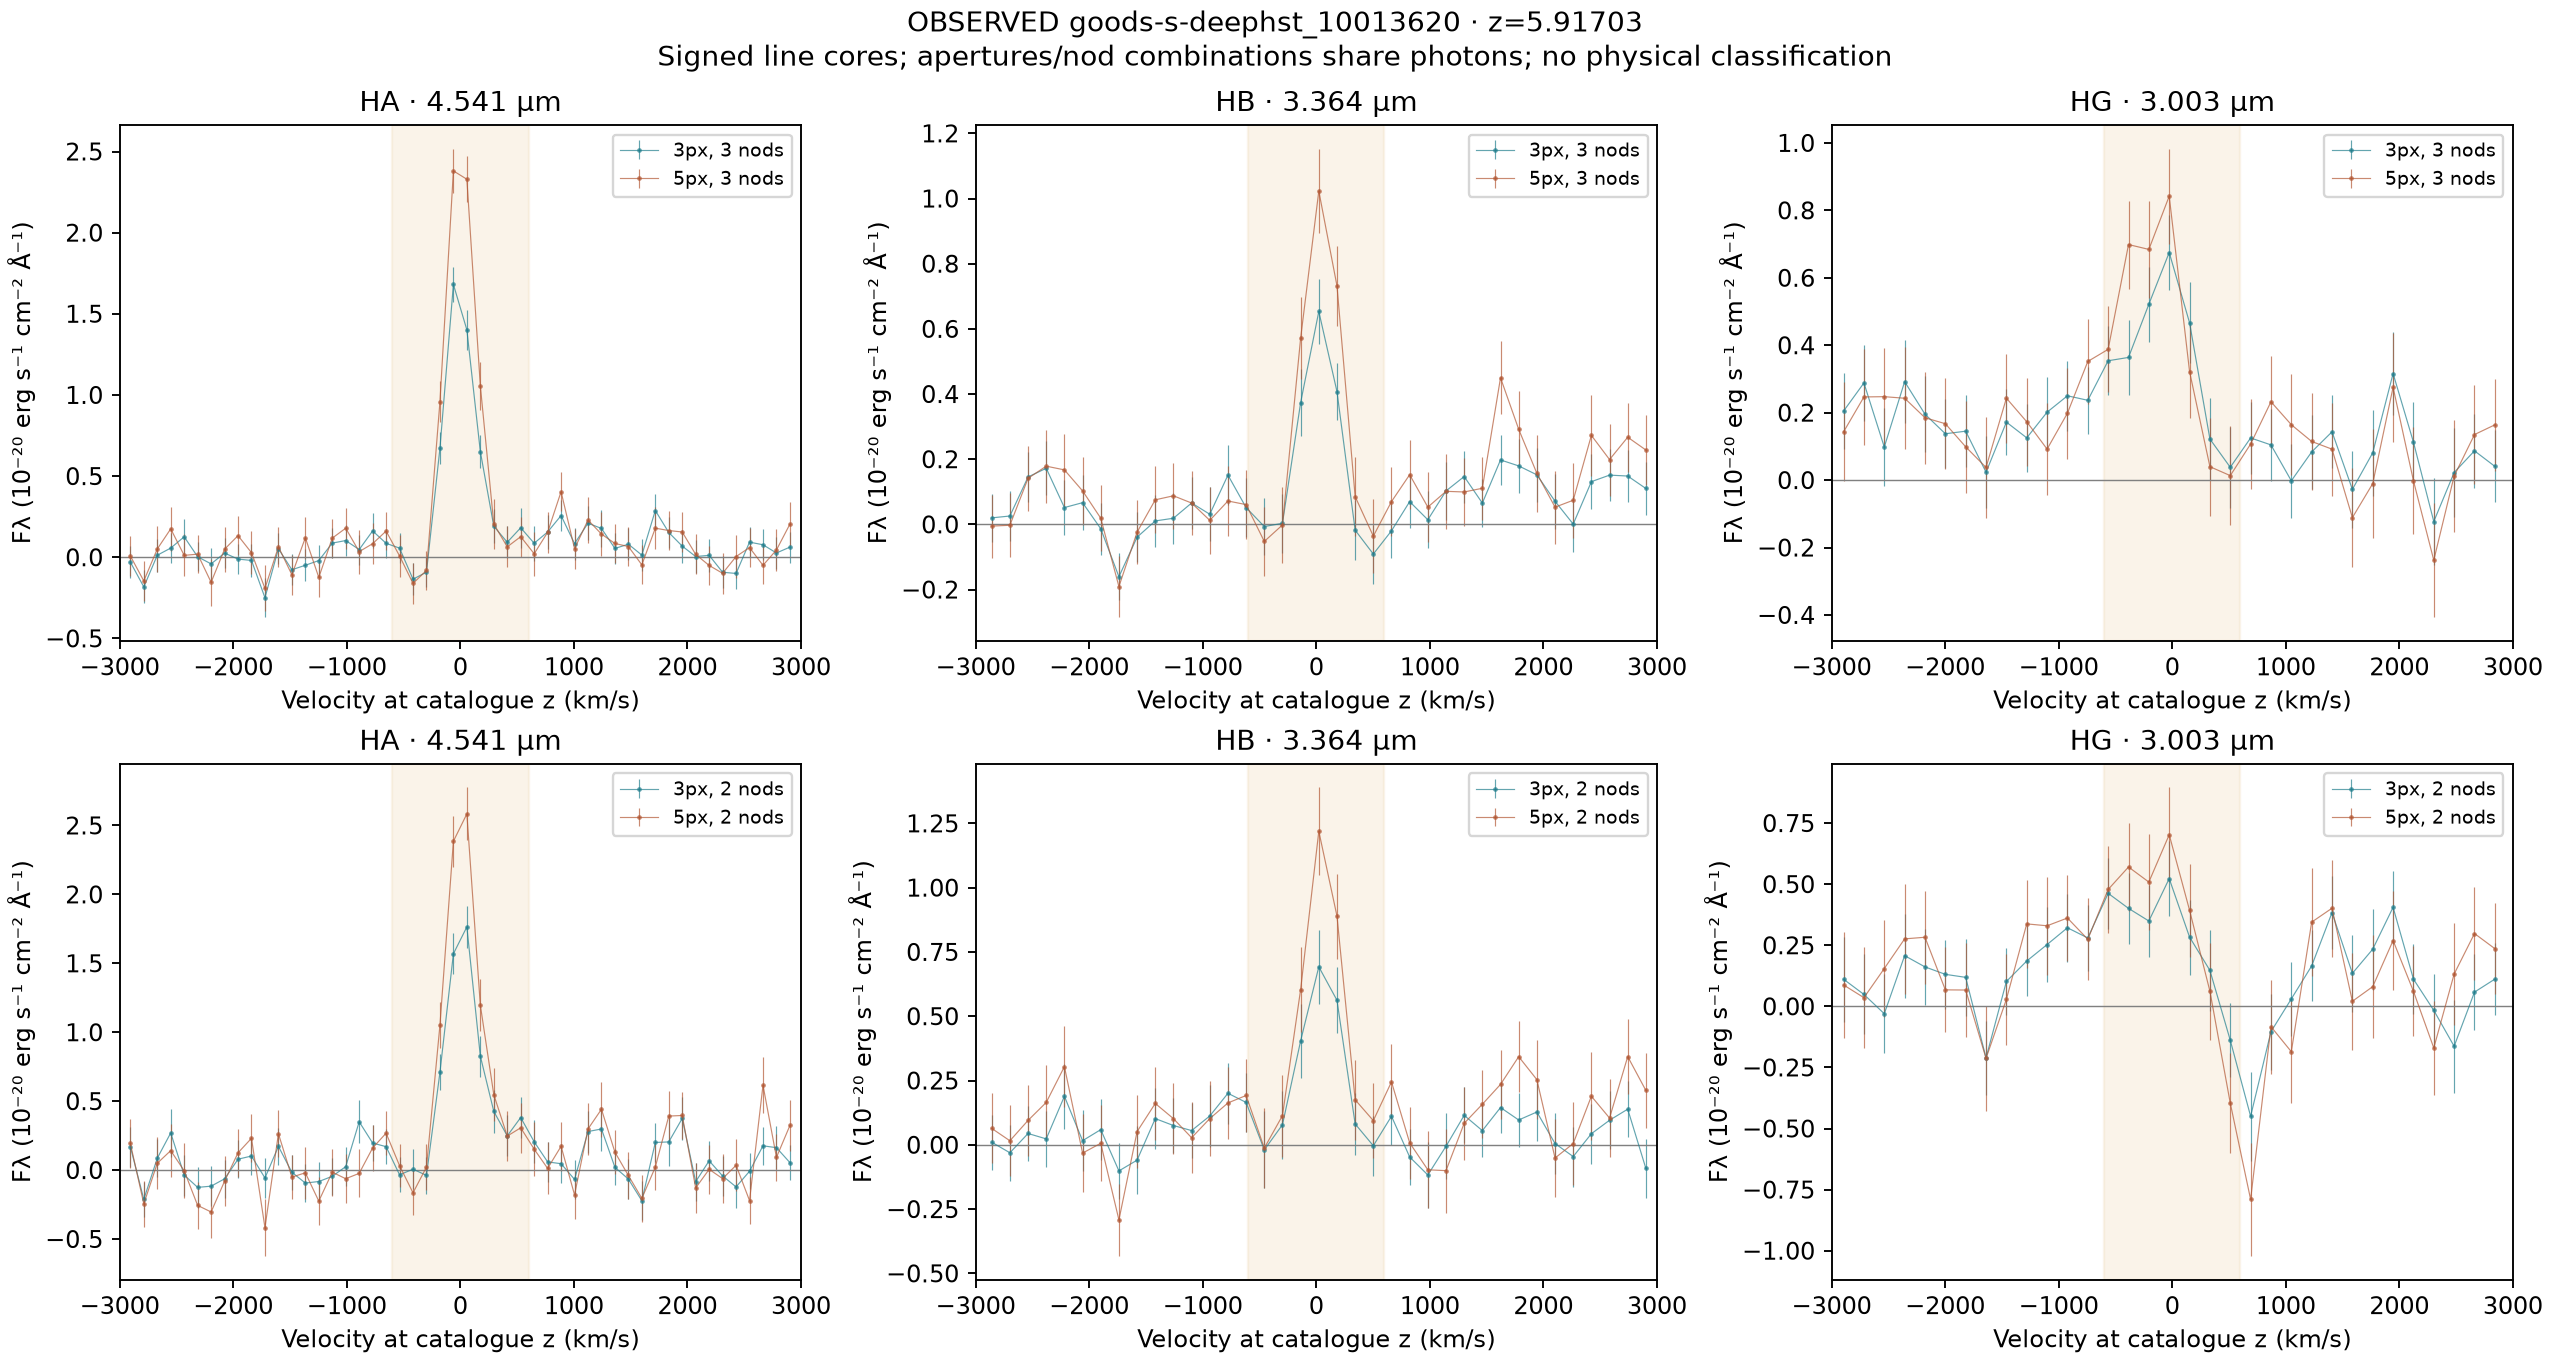 OBSERVED goods-s-deephst_10013620 · z=5.91703
Signed line cores; apertures/nod combinations share photons; no physical classification
HA · 4.541 µm
2.5
2.0
1.5
1.0
0.5
0.0
−0.5
Fλ (10⁻²⁰ erg s⁻¹ cm⁻² Å⁻¹)
3px, 3 nods
5px, 3 nods
−3000 −2000 −1000 0 1000 2000 3000
Velocity at catalogue z (km/s)
HB · 3.364 µm
1.2
1.0
0.8
0.6
0.4
0.2
0.0
−0.2
Fλ (10⁻²⁰ erg s⁻¹ cm⁻² Å⁻¹)
3px, 3 nods
5px, 3 nods
−3000 −2000 −1000 0 1000 2000 3000
Velocity at catalogue z (km/s)
HG · 3.003 µm
1.0
0.8
0.6
0.4
0.2
0.0
−0.2
−0.4
Fλ (10⁻²⁰ erg s⁻¹ cm⁻² Å⁻¹)
3px, 3 nods
5px, 3 nods
−3000 −2000 −1000 0 1000 2000 3000
Velocity at catalogue z (km/s)
HA · 4.541 µm
2.5
2.0
1.5
1.0
0.5
0.0
−0.5
Fλ (10⁻²⁰ erg s⁻¹ cm⁻² Å⁻¹)
3px, 2 nods
5px, 2 nods
−3000 −2000 −1000 0 1000 2000 3000
Velocity at catalogue z (km/s)
HB · 3.364 µm
1.25
1.00
0.75
0.50
0.25
0.00
−0.25
−0.50
Fλ (10⁻²⁰ erg s⁻¹ cm⁻² Å⁻¹)
3px, 2 nods
5px, 2 nods
−3000 −2000 −1000 0 1000 2000 3000
Velocity at catalogue z (km/s)
HG · 3.003 µm
0.75
0.50
0.25
0.00
−0.25
−0.50
−0.75
−1.00
Fλ (10⁻²⁰ erg s⁻¹ cm⁻² Å⁻¹)
3px, 2 nods
5px, 2 nods
−3000 −2000 −1000 0 1000 2000 3000
Velocity at catalogue z (km/s)